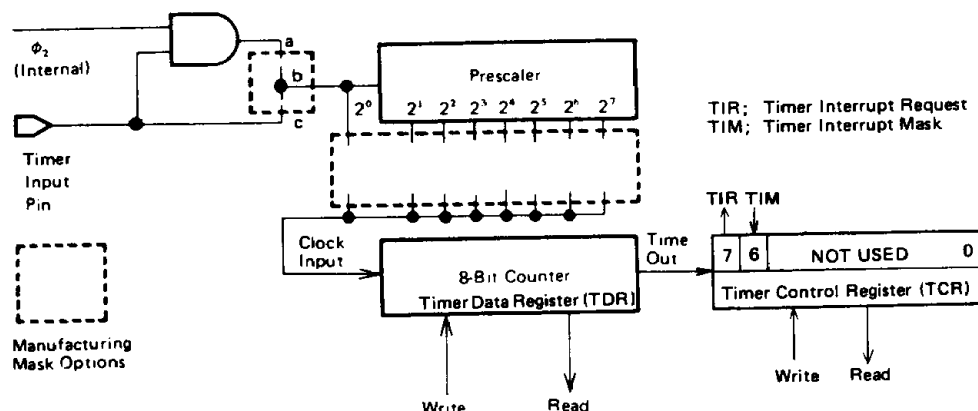 ϕ2
(Internal)
Timer
Input
Pin
a
b
c
Prescaler
2⁰ 2¹ 2² 2³ 2⁴ 2⁵ 2⁶ 2⁷
TIR; Timer Interrupt Request
TIM; Timer Interrupt Mask
Clock
Input
8-Bit Counter
Timer Data Register (TDR)
Time
Out
TIR TIM
7 6 NOT USED 0
Timer Control Register (TCR)
Manufacturing
Mask Options
Write Read
Write Read